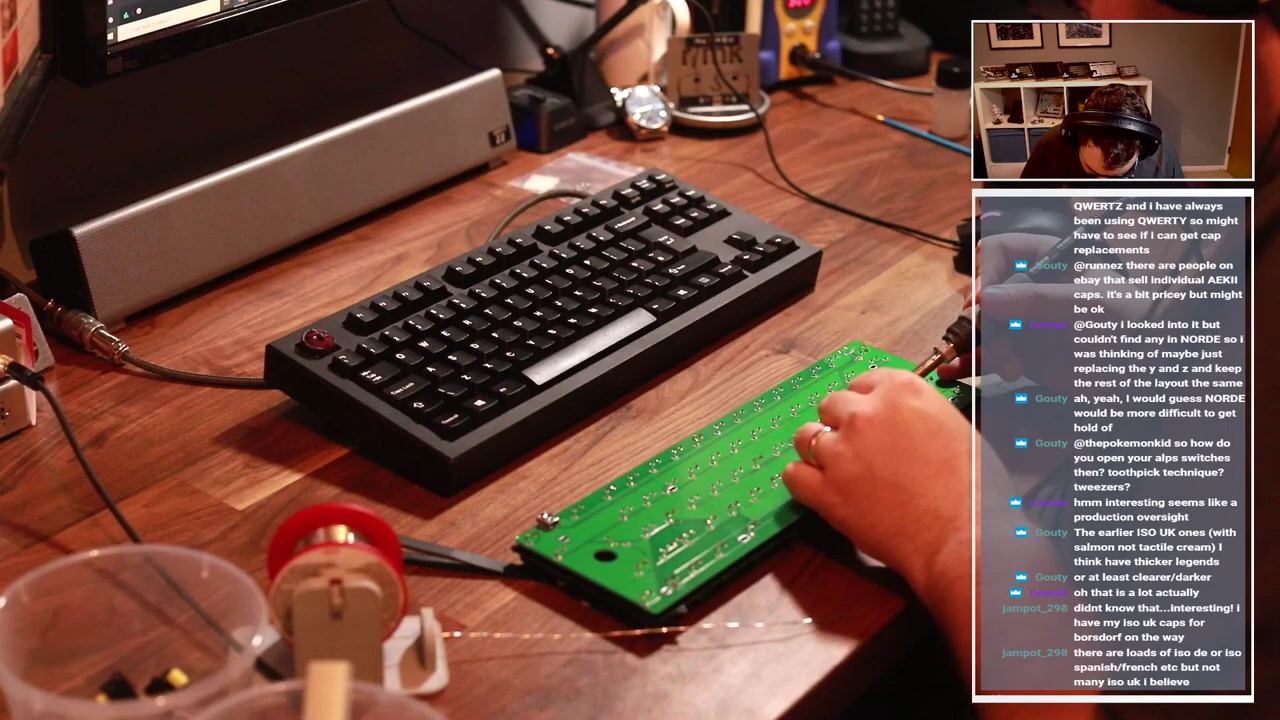 QWERTZ and i have always
been using QWERTY so might
have to see if i can get cap
replacements
Gouty @runnez there are people on
ebay that sell individual AEKII
caps. it's a bit pricey but might
be ok
@Gouty i looked into it but
couldn't find any in NORDE so i
was thinking of maybe just
replacing the y and z and keep
the rest of the layout the same
Gouty ah, yeah, I would guess NORDE
would be more difficult to get
hold of
Gouty @thepokemonkid so how do
you open your alps switches
then? toothpick technique?
tweezers?
hmm interesting seems like a
production oversight
Gouty The earlier ISO UK ones (with
salmon not tactile cream) I
think have thicker legends
Gouty or at least clearer/darker
oh that is a lot actually
jampot_298 didnt know that...interesting! i
have my iso uk caps for
borsdorf on the way
jampot_298 there are loads of iso de or iso
spanish/french etc but not
many iso uk i believe